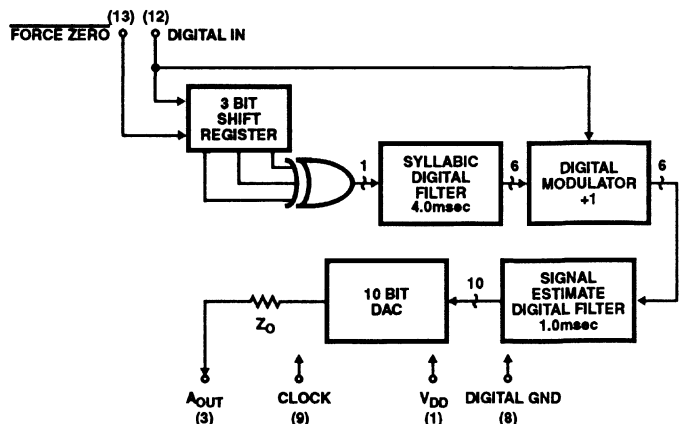 (13) (12)
FORCE ZERO DIGITAL IN
3 BIT
SHIFT
REGISTER
1
SYLLABIC
DIGITAL
FILTER
4.0msec
6
DIGITAL
MODULATOR
+1
6
10 BIT
DAC
10
SIGNAL
ESTIMATE
DIGITAL FILTER
1.0msec
ZO
AOUT
(3)
CLOCK
(9)
VDD
(1)
DIGITAL GND
(8)